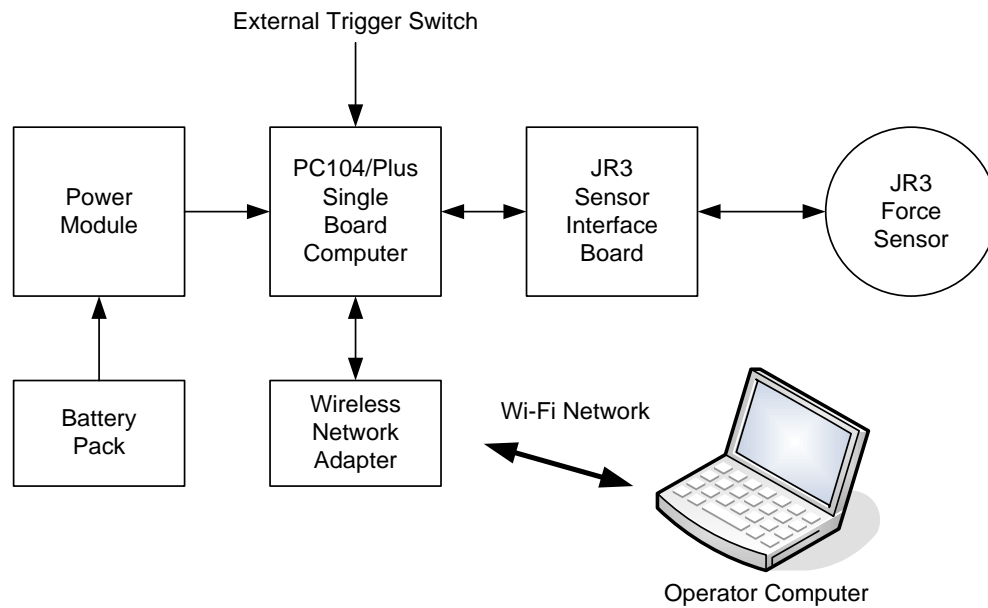 External Trigger Switch
Power
Module
PC104/Plus
Single
Board
Computer
JR3
Sensor
Interface
Board
JR3
Force
Sensor
Battery
Pack
Wireless
Network
Adapter
Wi-Fi Network
Operator Computer